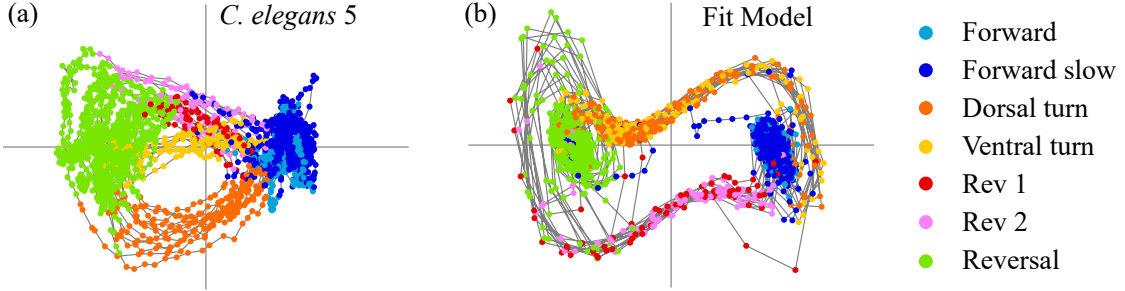 (a) C. elegans 5
(b) Fit Model
Forward
Forward slow
Dorsal turn
Ventral turn
Rev 1
Rev 2
Reversal